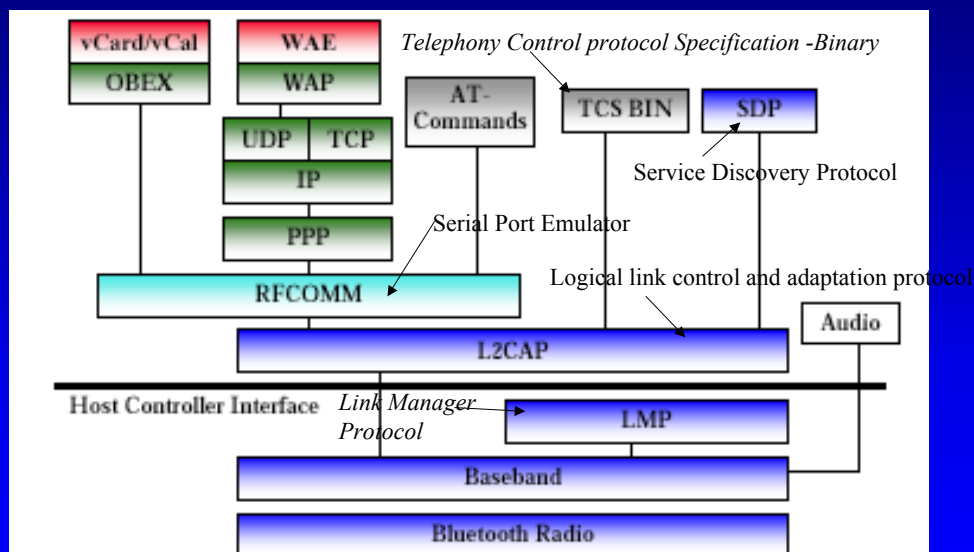 vCard/vCal
WAE
Telephony Control protocol Specification -Binary
OBEX
WAP
AT-
Commands
TCS BIN
SDP
UDP
TCP
Service Discovery Protocol
IP
Serial Port Emulator
PPP
Logical link control and adaptation protocol
RFCOMM
Audio
L2CAP
Host Controller Interface
Link Manager
Protocol
LMP
Baseband
Bluetooth Radio